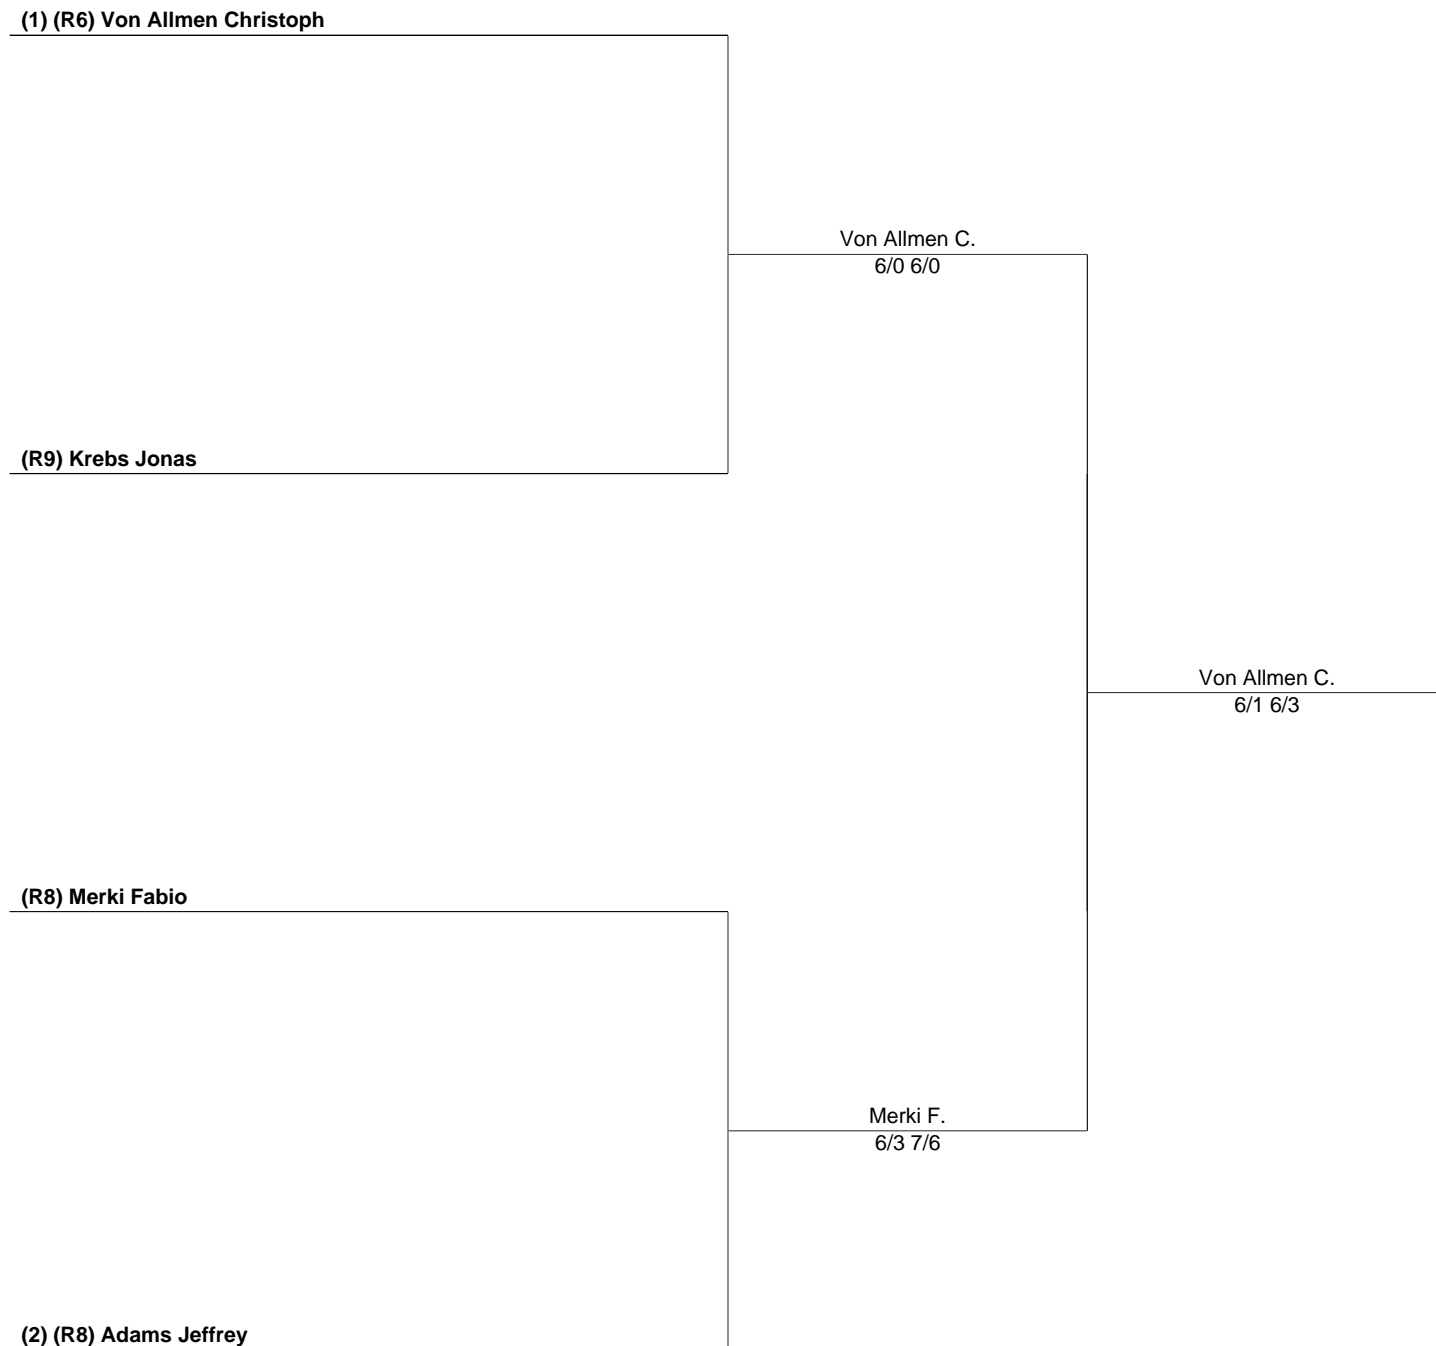 (1) (R6) Von Allmen Christoph
Von Allmen C.
6/0 6/0
(R9) Krebs Jonas
Von Allmen C.
6/1 6/3
(R8) Merki Fabio
Merki F.
6/3 7/6
(2) (R8) Adams Jeffrey